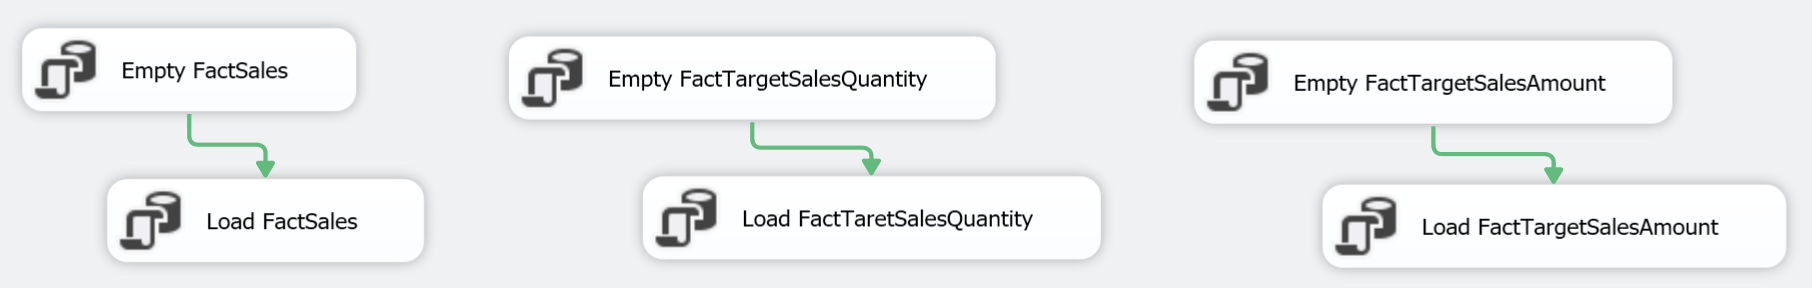 Empty FactSales
Empty FactTargetSalesQuantity
Empty FactTargetSalesAmount
Load FactSales
Load FactTaretSalesQuantity
Load FactTargetSalesAmount